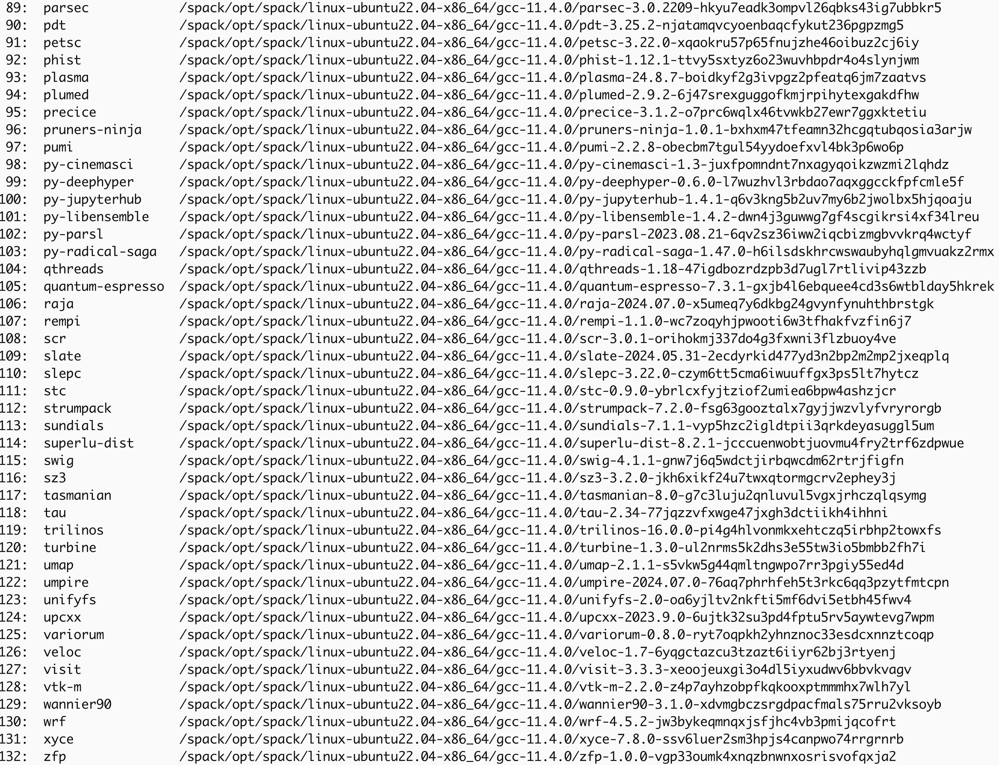 89: parsec /spack/opt/spack/linux-ubuntu22.04-x86_64/gcc-11.4.0/parsec-3.0.2209-hkyu7eadk3ompvl26qbks43ig7ubbkr5
90: pdt /spack/opt/spack/linux-ubuntu22.04-x86_64/gcc-11.4.0/pdt-3.25.2-njatamqvcyoenbaqcfykut236pgpzmg5
91: petsc /spack/opt/spack/linux-ubuntu22.04-x86_64/gcc-11.4.0/petsc-3.22.0-xqaokru57p65fnujzhe46oibuz2cj6iy
92: phist /spack/opt/spack/linux-ubuntu22.04-x86_64/gcc-11.4.0/phist-1.12.1-ttvy5sxtyz6o23wuvhbpdr4o4slynjwm
93: plasma /spack/opt/spack/linux-ubuntu22.04-x86_64/gcc-11.4.0/plasma-24.8.7-boidkyf2g3ivpgz2pfeatq6jm7zaatvs
94: plumed /spack/opt/spack/linux-ubuntu22.04-x86_64/gcc-11.4.0/plumed-2.9.2-6j47srexguggofkmjrpihytexgakdfhw
95: precice /spack/opt/spack/linux-ubuntu22.04-x86_64/gcc-11.4.0/precice-3.1.2-o7prc6wqlx46tvwkb27ewr7ggxktetiu
96: pruners-ninja /spack/opt/spack/linux-ubuntu22.04-x86_64/gcc-11.4.0/pruners-ninja-1.0.1-bxhxm47tfeamn32hcgqtubqosia3arjw
97: pumi /spack/opt/spack/linux-ubuntu22.04-x86_64/gcc-11.4.0/pumi-2.2.8-obecbm7tgul54yydoefxvl4bk3p6wo6p
98: py-cinemasci /spack/opt/spack/linux-ubuntu22.04-x86_64/gcc-11.4.0/py-cinemasci-1.3-juxfpomndnt7nxagyqoikzwzmi2lqhdz
99: py-deephyper /spack/opt/spack/linux-ubuntu22.04-x86_64/gcc-11.4.0/py-deephyper-0.6.0-l7wuzhvl3rbdao7aqxggcckfpfcmle5f
100: py-jupyterhub /spack/opt/spack/linux-ubuntu22.04-x86_64/gcc-11.4.0/py-jupyterhub-1.4.1-q6v3kng5b2uv7my6b2jwolbx5hjqoaju
101: py-libensemble /spack/opt/spack/linux-ubuntu22.04-x86_64/gcc-11.4.0/py-libensemble-1.4.2-dwn4j3guwwg7gf4scgikrsi4xf34lreu
102: py-parsl /spack/opt/spack/linux-ubuntu22.04-x86_64/gcc-11.4.0/py-parsl-2023.08.21-6qv2sz36iww2iqcbizmgbvvkrq4wctyf
103: py-radical-saga /spack/opt/spack/linux-ubuntu22.04-x86_64/gcc-11.4.0/py-radical-saga-1.47.0-h6ilsdskhrcwswaubyhqlgmvuakz2rmx
104: qthreads /spack/opt/spack/linux-ubuntu22.04-x86_64/gcc-11.4.0/qthreads-1.18-47igdbozrdzpb3d7ugl7rtlivip43zzb
105: quantum-espresso /spack/opt/spack/linux-ubuntu22.04-x86_64/gcc-11.4.0/quantum-espresso-7.3.1-gxjb4l6ebquee4cd3s6wtblday5hkrek
106: raja /spack/opt/spack/linux-ubuntu22.04-x86_64/gcc-11.4.0/raja-2024.07.0-x5umeq7y6dkbg24gvynfynuhthbrstgk
107: rempi /spack/opt/spack/linux-ubuntu22.04-x86_64/gcc-11.4.0/rempi-1.1.0-wc7zoqyhjpwooti6w3tfhakfvzfin6j7
108: scr /spack/opt/spack/linux-ubuntu22.04-x86_64/gcc-11.4.0/scr-3.0.1-orihokmj337do4g3fxwni3flzbuoy4ve
109: slate /spack/opt/spack/linux-ubuntu22.04-x86_64/gcc-11.4.0/slate-2024.05.31-2ecdyrkid477yd3n2bp2m2mp2jxeqplq
110: slepc /spack/opt/spack/linux-ubuntu22.04-x86_64/gcc-11.4.0/slepc-3.22.0-czym6tt5cma6iwuuffgx3ps5lt7hytcz
111: stc /spack/opt/spack/linux-ubuntu22.04-x86_64/gcc-11.4.0/stc-0.9.0-ybrlcxfyjtziof2umiea6bpw4ashzjcr
112: strumpack /spack/opt/spack/linux-ubuntu22.04-x86_64/gcc-11.4.0/strumpack-7.2.0-fsg63gooztalx7gyjjwzvlyfvryrorgb
113: sundials /spack/opt/spack/linux-ubuntu22.04-x86_64/gcc-11.4.0/sundials-7.1.1-vyp5hzc2igldtpii3qrkdeyasuggl5um
114: superlu-dist /spack/opt/spack/linux-ubuntu22.04-x86_64/gcc-11.4.0/superlu-dist-8.2.1-jcccuenwobtjuovmu4fry2trf6zdpwue
115: swig /spack/opt/spack/linux-ubuntu22.04-x86_64/gcc-11.4.0/swig-4.1.1-gnw7j6q5wdctjirbqwcdm62rtrjfigfn
116: sz3 /spack/opt/spack/linux-ubuntu22.04-x86_64/gcc-11.4.0/sz3-3.2.0-jkh6xikf24u7twxqtormgcrv2ephey3j
117: tasmanian /spack/opt/spack/linux-ubuntu22.04-x86_64/gcc-11.4.0/tasmanian-8.0-g7c3luju2qnluvul5vgxjrhczqlqsymg
118: tau /spack/opt/spack/linux-ubuntu22.04-x86_64/gcc-11.4.0/tau-2.34-77jqzzvfxwge47jxgh3dctiikh4ihhni
119: trilinos /spack/opt/spack/linux-ubuntu22.04-x86_64/gcc-11.4.0/trilinos-16.0.0-pi4g4hlvonmkxehtczq5irbhp2towxfs
120: turbine /spack/opt/spack/linux-ubuntu22.04-x86_64/gcc-11.4.0/turbine-1.3.0-ul2nrms5k2dhs3e55tw3io5bmbb2fh7i
121: umap /spack/opt/spack/linux-ubuntu22.04-x86_64/gcc-11.4.0/umap-2.1.1-s5vkw5g44qmltngwpo7rr3pgiy55ed4d
122: umpire /spack/opt/spack/linux-ubuntu22.04-x86_64/gcc-11.4.0/umpire-2024.07.0-76aq7phrhfeh5t3rkc6qq3pzytfmtcpn
123: unifyfs /spack/opt/spack/linux-ubuntu22.04-x86_64/gcc-11.4.0/unifyfs-2.0-oa6yjltv2nkfti5mf6dvi5etbh45fwv4
124: upcxx /spack/opt/spack/linux-ubuntu22.04-x86_64/gcc-11.4.0/upcxx-2023.9.0-6ujtk32su3pd4fptu5rv5aywtevg7wpm
125: variorum /spack/opt/spack/linux-ubuntu22.04-x86_64/gcc-11.4.0/variorum-0.8.0-ryt7oqpkh2yhnznoc33esdcxnnztcoqp
126: veloc /spack/opt/spack/linux-ubuntu22.04-x86_64/gcc-11.4.0/veloc-1.7-6yqgctazcu3tzazt6iiyr62bj3rtyenj
127: visit /spack/opt/spack/linux-ubuntu22.04-x86_64/gcc-11.4.0/visit-3.3.3-xeoojeuxgi3o4dl5iyxudwv6bbvkvagv
128: vtk-m /spack/opt/spack/linux-ubuntu22.04-x86_64/gcc-11.4.0/vtk-m-2.2.0-z4p7ayhzobpfkqkooxptmmmhx7wlh7yl
129: wannier90 /spack/opt/spack/linux-ubuntu22.04-x86_64/gcc-11.4.0/wannier90-3.1.0-xdvmgbczsrgdpacfmals75rru2vksoyb
130: wrf /spack/opt/spack/linux-ubuntu22.04-x86_64/gcc-11.4.0/wrf-4.5.2-jw3bykeqmnqxjsfjhc4vb3pmijqcofrt
131: xyce /spack/opt/spack/linux-ubuntu22.04-x86_64/gcc-11.4.0/xyce-7.8.0-ssv6luer2sm3hpjs4canpwo74rrgrnrb
132: zfp /spack/opt/spack/linux-ubuntu22.04-x86_64/gcc-11.4.0/zfp-1.0.0-vgp33oumk4xnqzbnwnxosrisvofqxja2